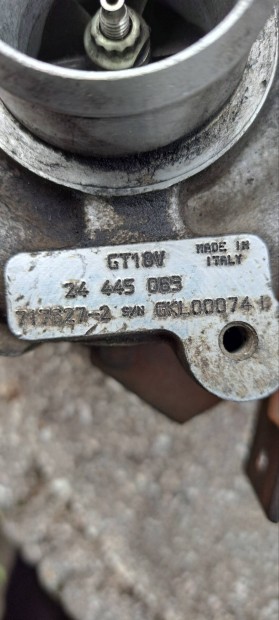 GT18V MADE IN
ITALY
24 445 063
717627-2 S/N GKL00074